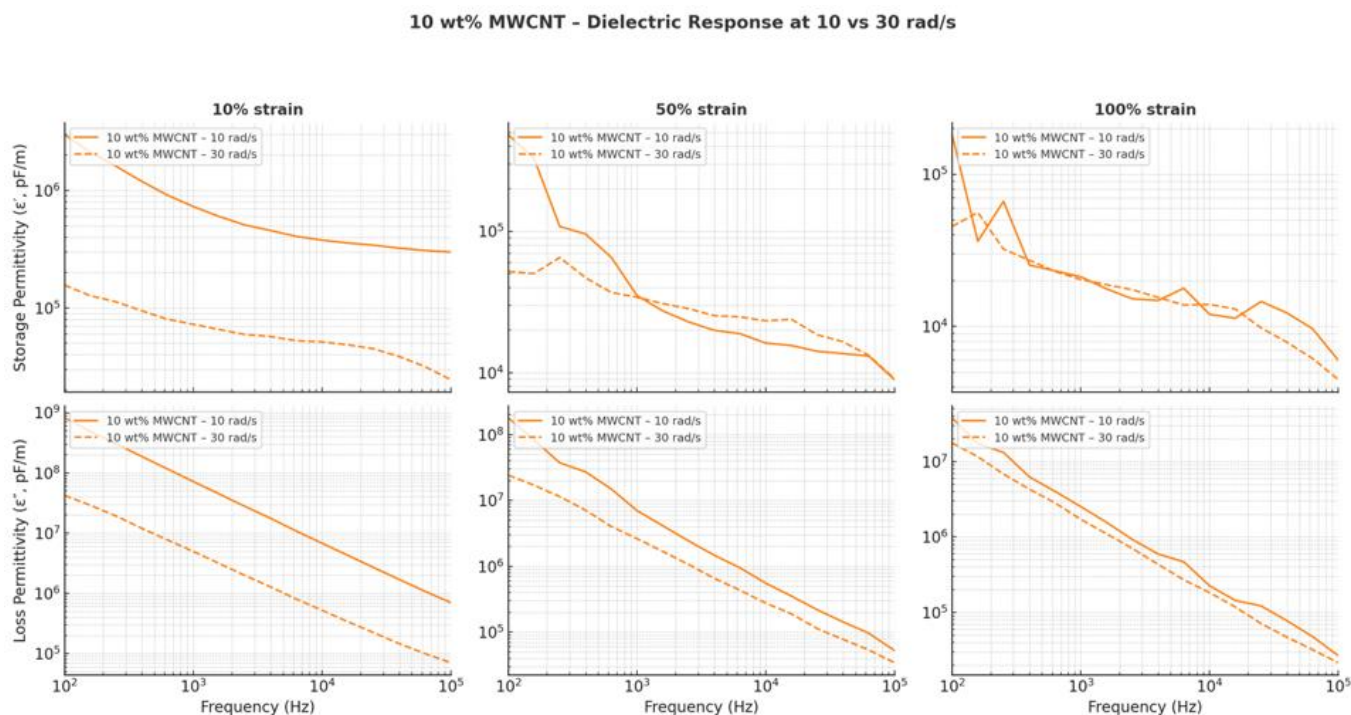 10 wt% MWCNT – Dielectric Response at 10 vs 30 rad/s
10% strain
50% strain
100% strain
10 wt% MWCNT – 10 rad/s
10 wt% MWCNT – 30 rad/s
10 wt% MWCNT – 10 rad/s
10 wt% MWCNT – 30 rad/s
10 wt% MWCNT – 10 rad/s
10 wt% MWCNT – 30 rad/s
Storage Permittivity (ε′, pF/m)
10⁶
10⁵
10⁵
10⁴
10⁵
10⁴
10 wt% MWCNT – 10 rad/s
10 wt% MWCNT – 30 rad/s
10 wt% MWCNT – 10 rad/s
10 wt% MWCNT – 30 rad/s
10 wt% MWCNT – 10 rad/s
10 wt% MWCNT – 30 rad/s
Loss Permittivity (ε″, pF/m)
10⁹
10⁸
10⁷
10⁶
10⁵
10⁸
10⁷
10⁶
10⁵
10⁷
10⁶
10⁵
10² 10³ 10⁴ 10⁵
10² 10³ 10⁴ 10⁵
10² 10³ 10⁴ 10⁵
Frequency (Hz)
Frequency (Hz)
Frequency (Hz)